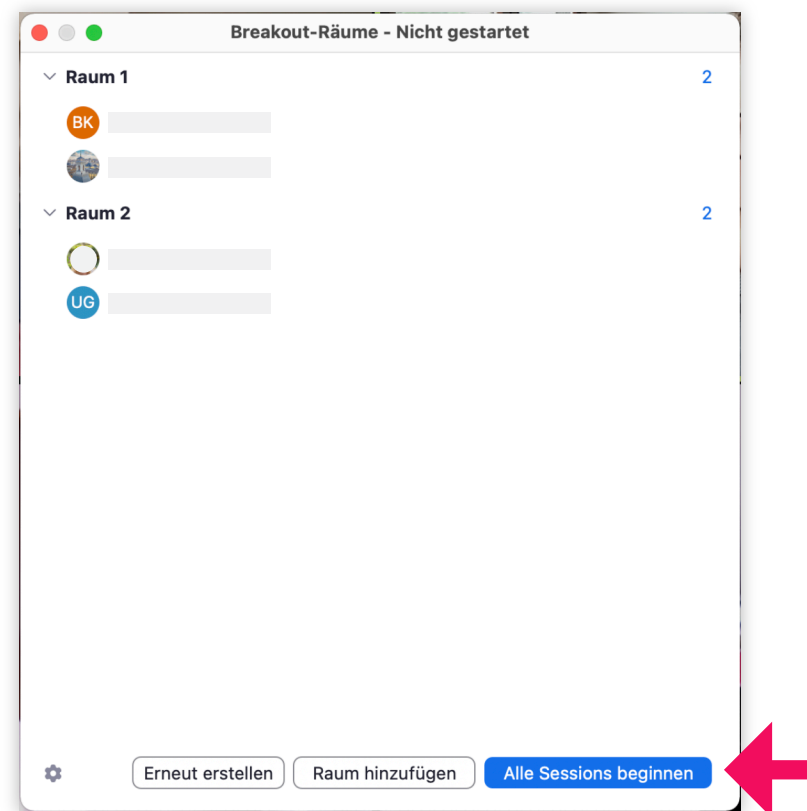 Breakout-Räume - Nicht gestartet
Raum 1 2
BK
Raum 2 2
UG
Erneut erstellen Raum hinzufügen Alle Sessions beginnen